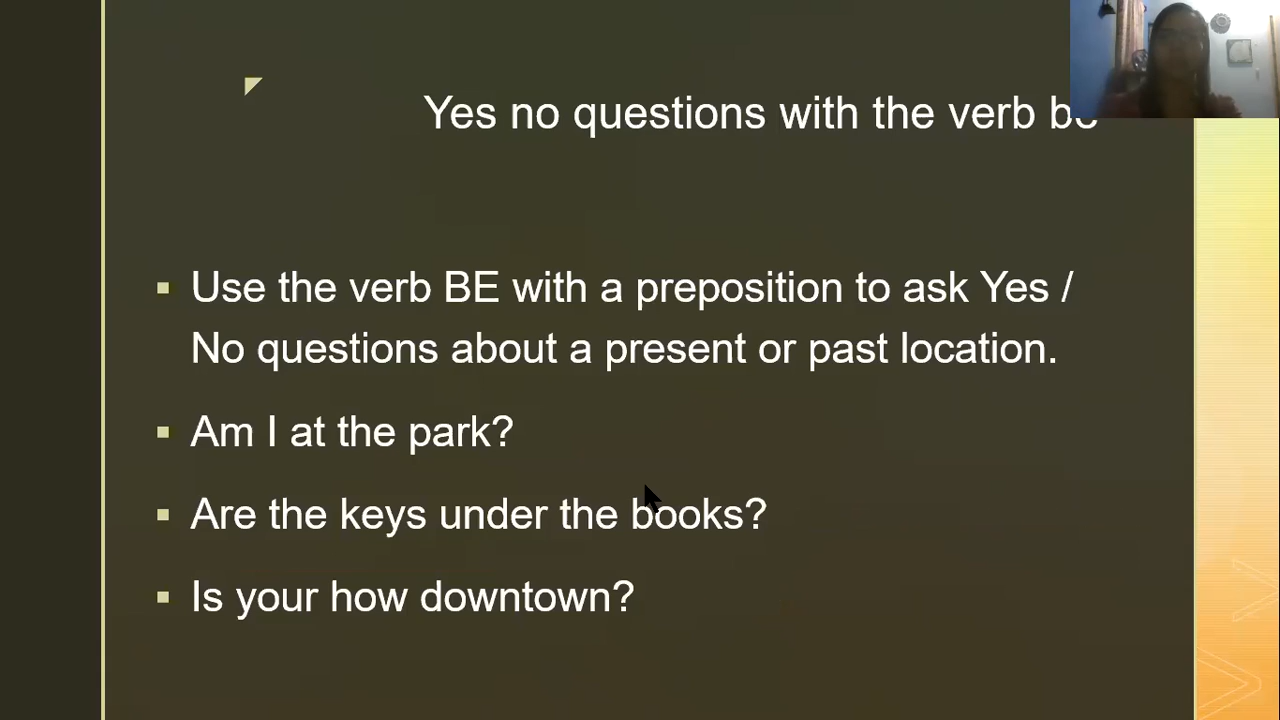 Yes no questions with the verb be
Use the verb BE with a preposition to ask Yes /
No questions about a present or past location.
Am I at the park?
Are the keys under the books?
Is your how downtown?